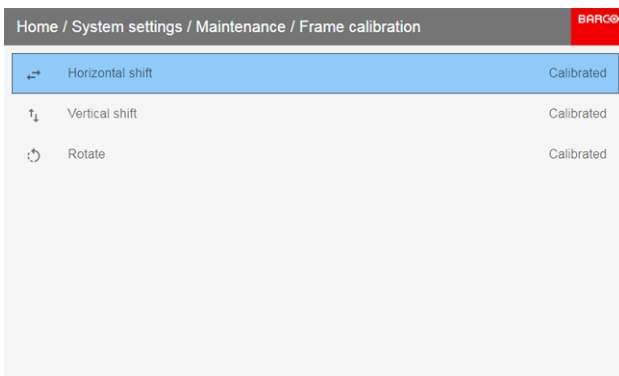 Home / System settings / Maintenance / Frame calibration BARCO
Horizontal shift Calibrated
Vertical shift Calibrated
Rotate Calibrated